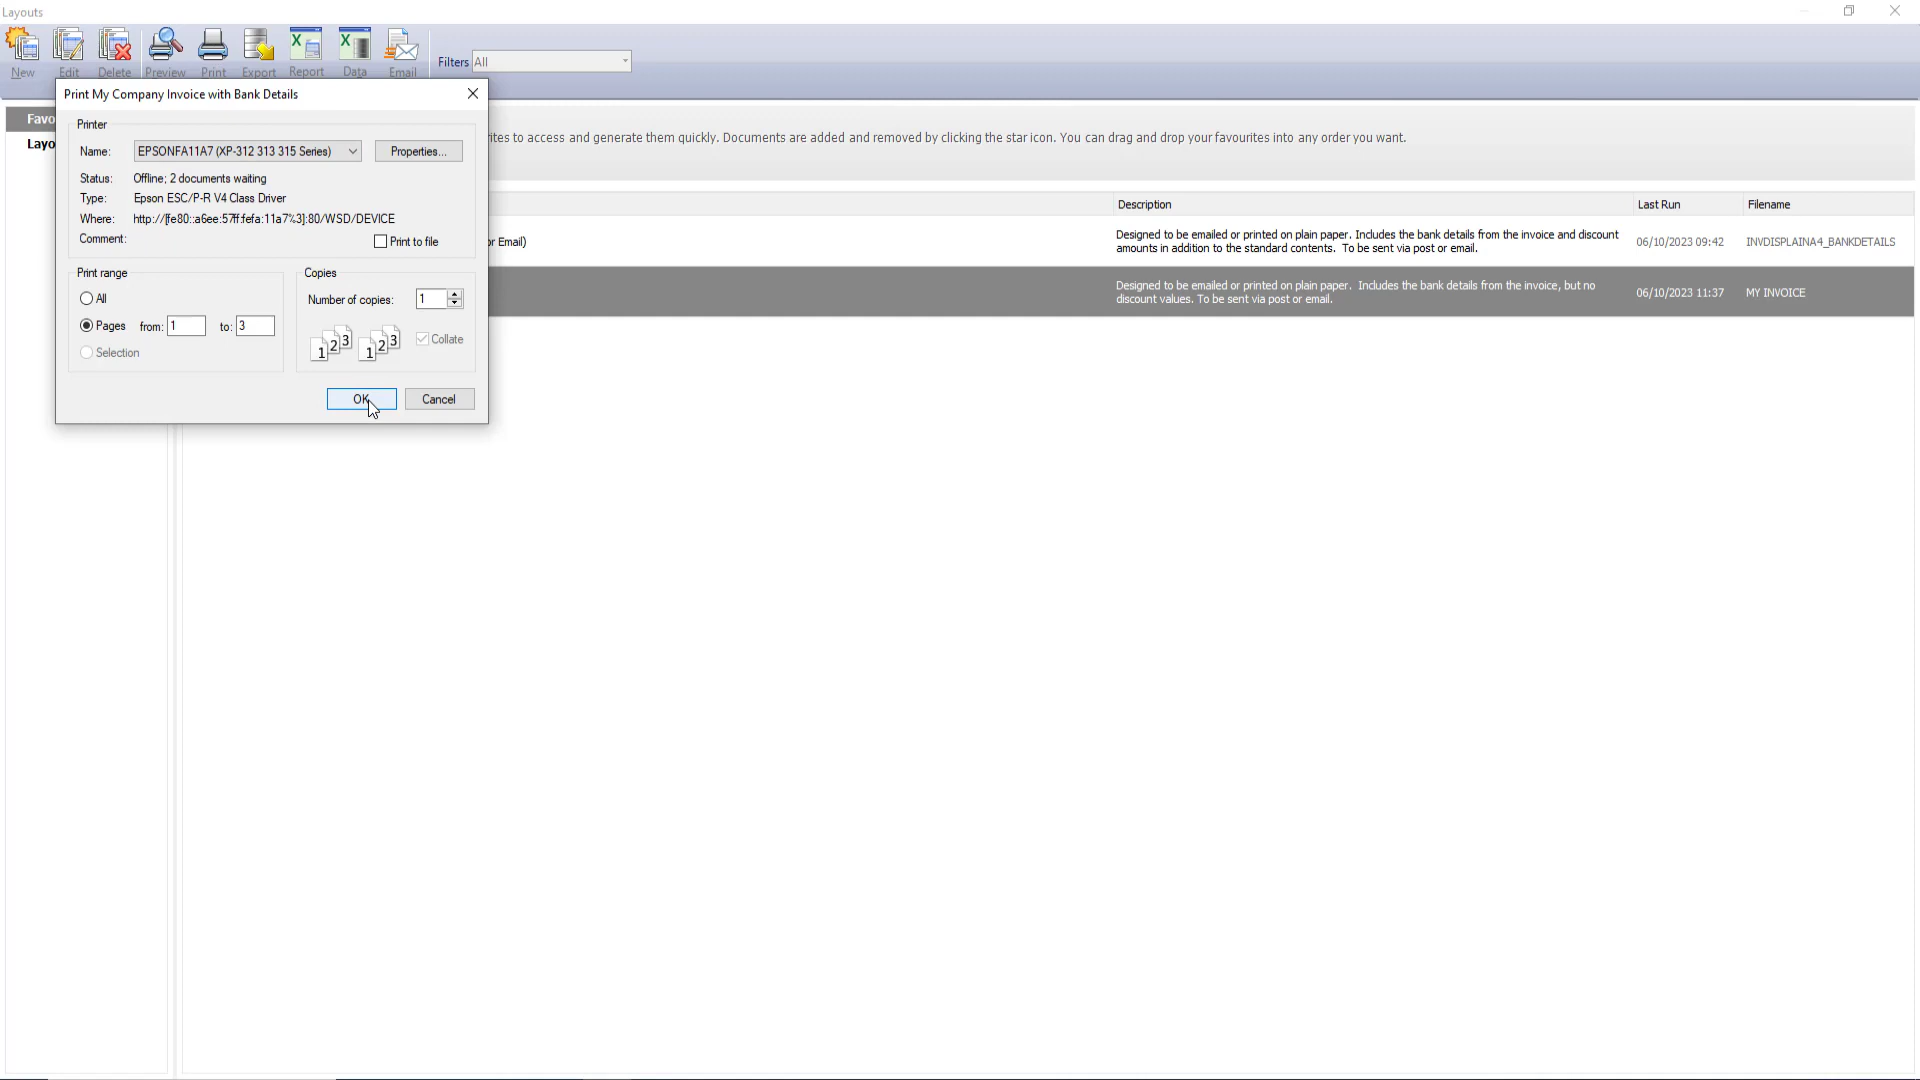 Layouts
New Edit Delete Preview Print Export Report Data Email
Filters All
Print My Company Invoice with Bank Details
Favo
Layo
rites to access and generate them quickly. Documents are added and removed by clicking the star icon. You can drag and drop your favourites into any order you want.
Printer
Name: EPSONFA11A7 (XP-312 313 315 Series) Properties...
Status: Offline; 2 documents waiting
Type: Epson ESC/P-R V4 Class Driver
Where: http://[fe80::a6ee:57ff:fefa:11a7%3]:80/WSD/DEVICE
Comment: Print to file
Print range
All
Pages from: 1 to: 3
Selection
Copies
Number of copies: 1
1 2 3 1 2 3 Collate
OK Cancel
Description Last Run Filename
or Email)
Designed to be emailed or printed on plain paper. Includes the bank details from the invoice and discount
amounts in addition to the standard contents. To be sent via post or email.
06/10/2023 09:42 INVDISPLAINA4_BANKDETAILS
Designed to be emailed or printed on plain paper. Includes the bank details from the invoice, but no
discount values. To be sent via post or email.
06/10/2023 11:37 MY INVOICE